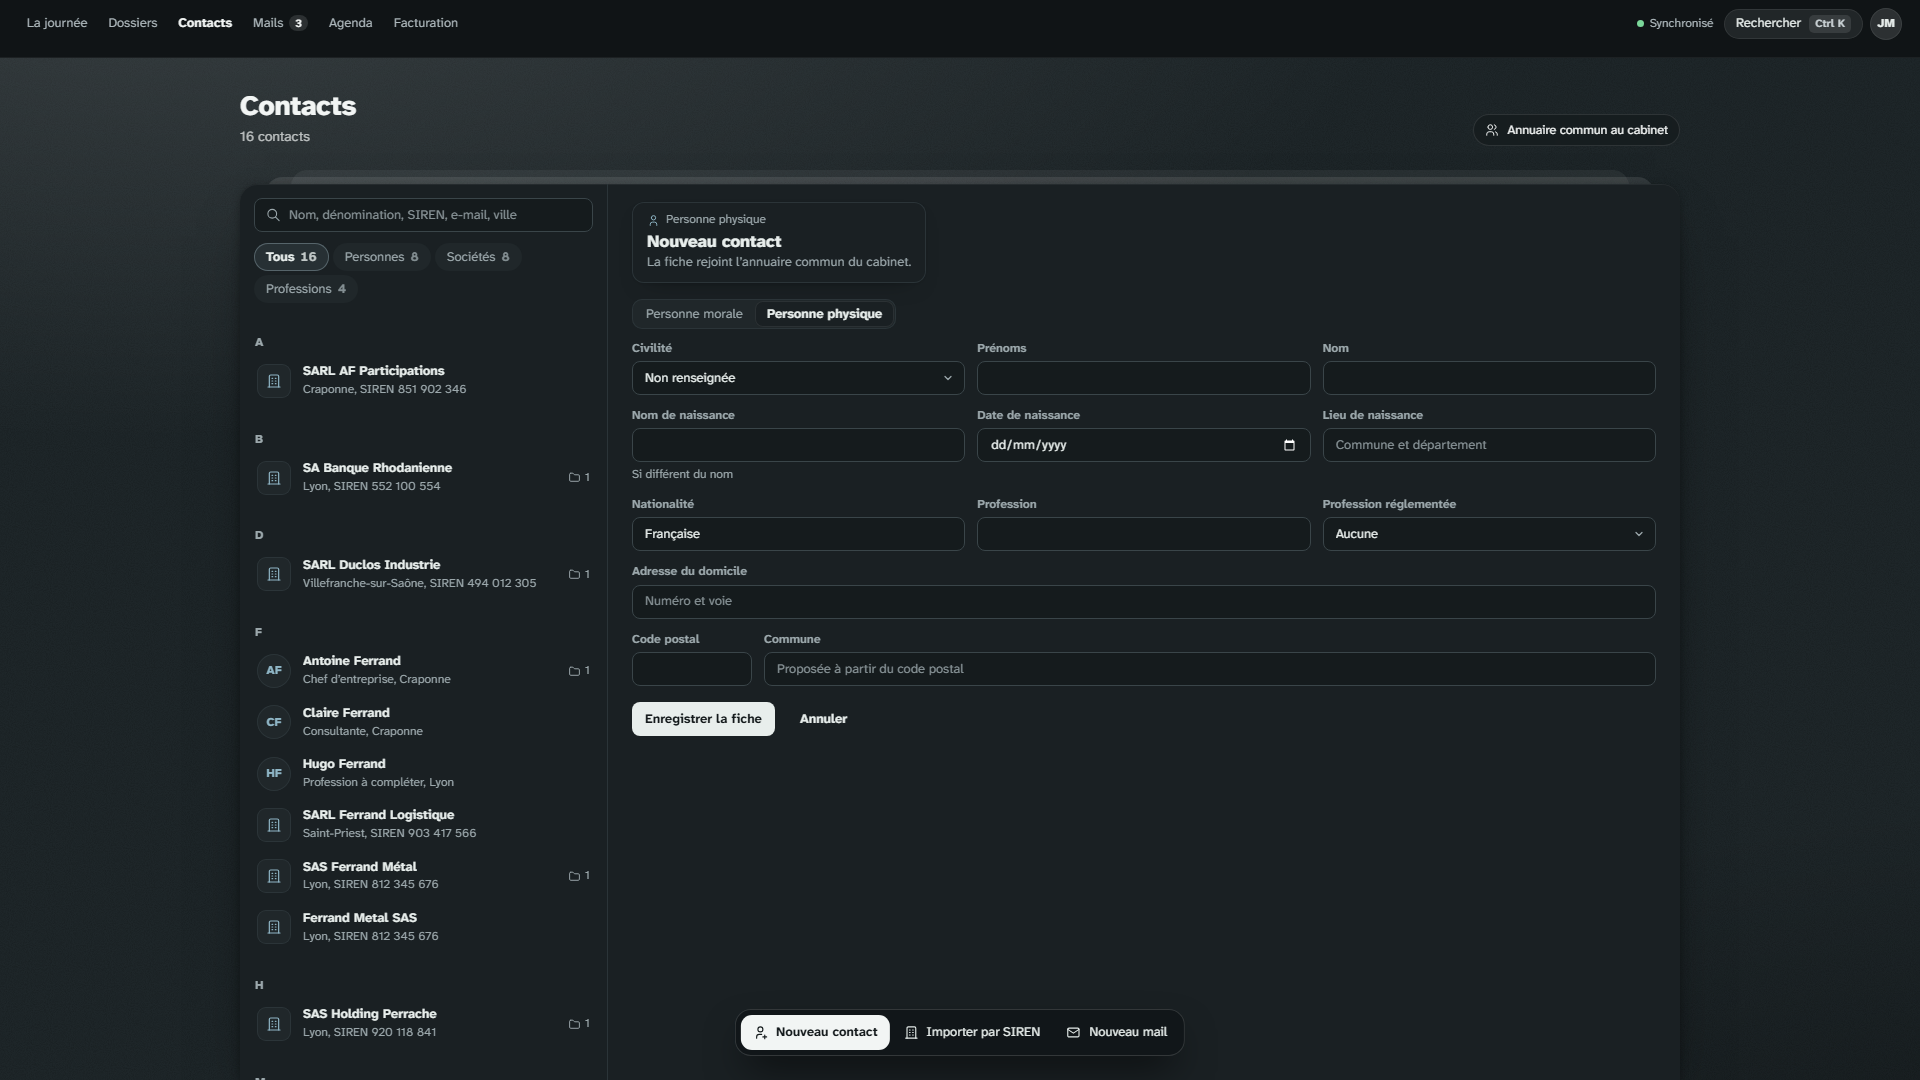 La journée
Dossiers
Contacts
Mails 3
Agenda
Facturation
Synchronisé
Rechercher Ctrl K
JM
Contacts
16 contacts
Annuaire commun au cabinet
Nom, dénomination, SIREN, e-mail, ville
Tous 16
Personnes 8
Sociétés 8
Professions 4
A
SARL AF Participations
Craponne, SIREN 851 902 346
B
SA Banque Rhodanienne
Lyon, SIREN 552 100 554
1
D
SARL Duclos Industrie
Villefranche-sur-Saône, SIREN 494 012 305
1
F
AF
Antoine Ferrand
Chef d'entreprise, Craponne
1
CF
Claire Ferrand
Consultante, Craponne
HF
Hugo Ferrand
Profession à compléter, Lyon
SARL Ferrand Logistique
Saint-Priest, SIREN 903 417 566
SAS Ferrand Métal
Lyon, SIREN 812 345 676
1
Ferrand Metal SAS
Lyon, SIREN 812 345 676
H
SAS Holding Perrache
Lyon, SIREN 920 118 841
1
Personne physique
Nouveau contact
La fiche rejoint l'annuaire commun du cabinet.
Personne morale
Personne physique
Civilité
Prénoms
Nom
Non renseignée
Nom de naissance
Date de naissance
Lieu de naissance
dd/mm/yyyy
Commune et département
Si différent du nom
Nationalité
Profession
Profession réglementée
Française
Aucune
Adresse du domicile
Numéro et voie
Code postal
Commune
Proposée à partir du code postal
Enregistrer la fiche
Annuler
Nouveau contact
Importer par SIREN
Nouveau mail